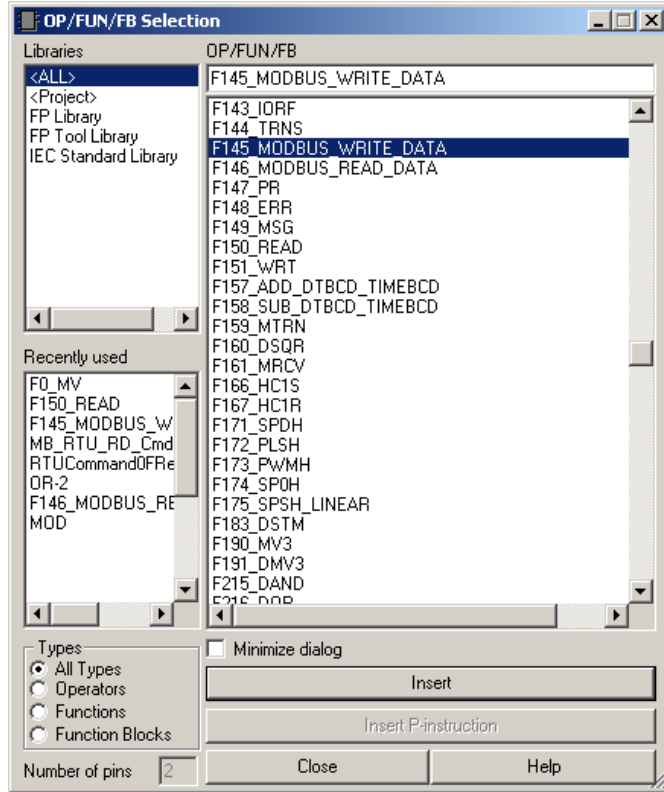 OP/FUN/FB Selection
Libraries
<ALL>
<Project>
FP Library
FP Tool Library
IEC Standard Library
OP/FUN/FB
F145_MODBUS_WRITE_DATA
F143_IORF
F144_TRNS
F145_MODBUS_WRITE_DATA
F146_MODBUS_READ_DATA
F147_PR
F148_ERR
F149_MSG
F150_READ
F151_WRT
F157_ADD_DTBCD_TIMEBCD
F158_SUB_DTBCD_TIMEBCD
F159_MTRN
F160_DSQR
F161_MRCV
F166_HC1S
F167_HC1R
F171_SPDH
F172_PLSH
F173_PWMH
F174_SP0H
F175_SPSH_LINEAR
F183_DSTM
F190_MV3
F191_DMV3
F215_DAND
F216_DOR
Recently used
F0_MV
F150_READ
F145_MODBUS_W
MB_RTU_RD_Cmd
RTUCommand0FRe
OR-2
F146_MODBUS_RE
MOD
Types
All Types
Operators
Functions
Function Blocks
Number of pins 2
Minimize dialog
Insert
Insert P-instruction
Close
Help